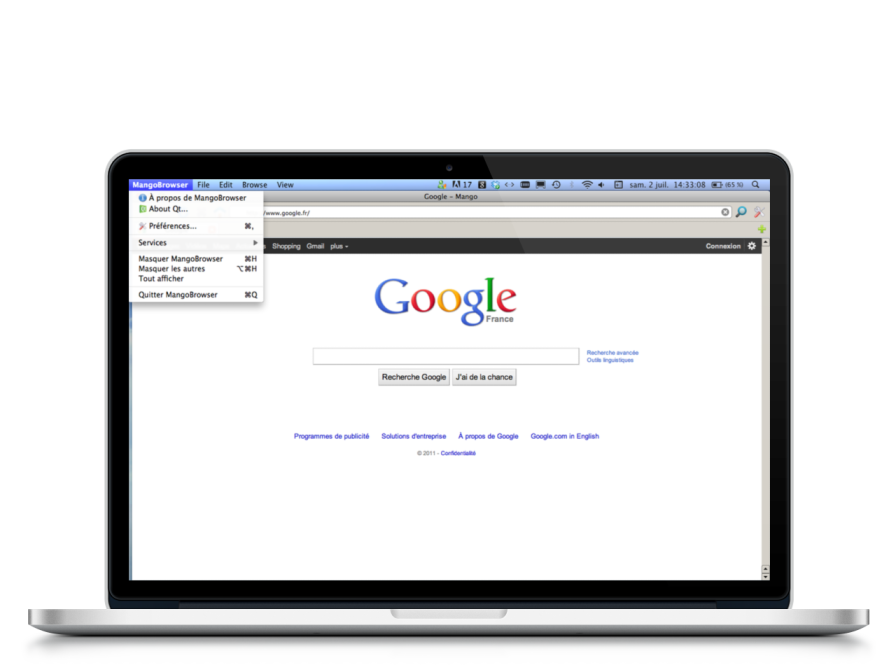 MangoBrowser File Edit Browse View 17 sam. 2 juil. 14:33:08 (65 %)
Google – Mango
À propos de MangoBrowser
About Qt...
/www.google.fr/
Préférences... ⌘,
Services
Shopping Gmail plus
Connexion
Masquer MangoBrowser ⌘H
Masquer les autres ⌥⌘H
Tout afficher
Quitter MangoBrowser ⌘Q
Google
France
Recherche avancée
Outils linguistiques
Recherche Google J'ai de la chance
Programmes de publicité Solutions d'entreprise À propos de Google Google.com in English
© 2011 - Confidentialité